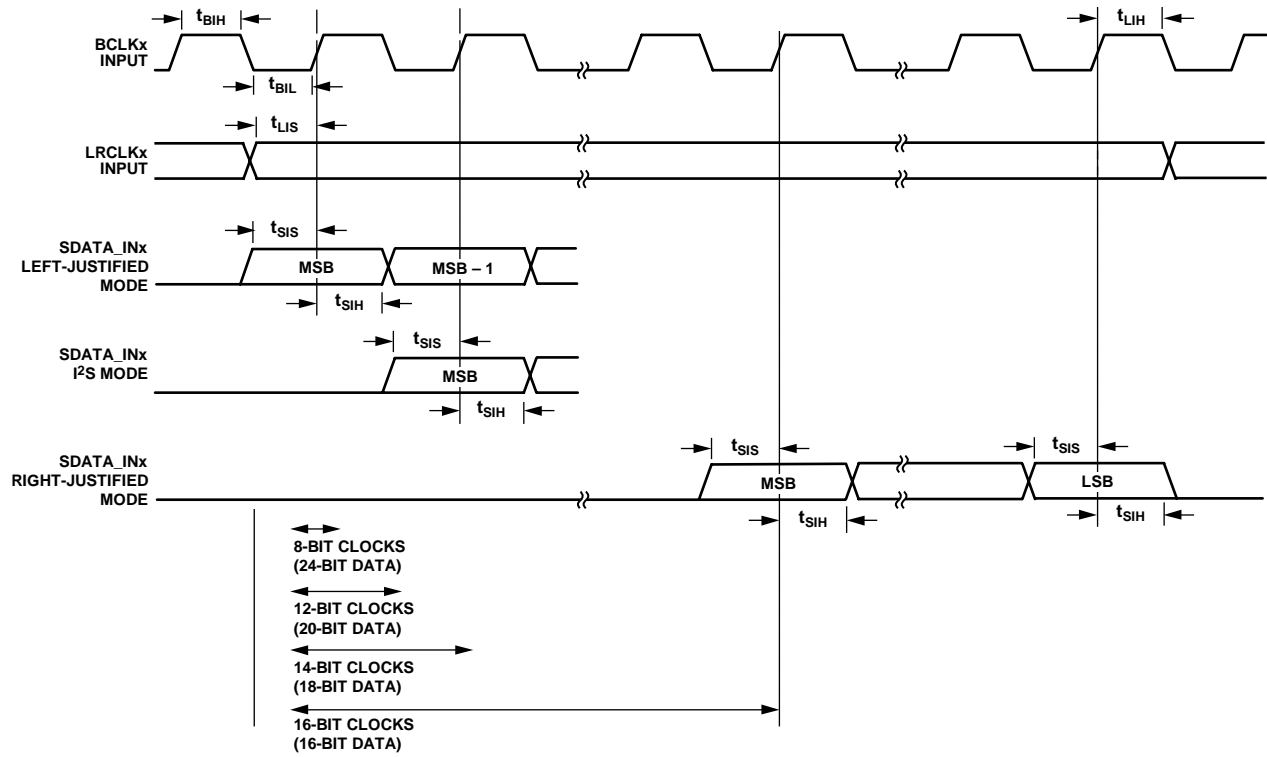 tBIH
tLIH
BCLKx
INPUT
tBIL
tLIS
LRCLKx
INPUT
tSIS
SDATA_INx
LEFT-JUSTIFIED
MODE
MSB
MSB – 1
tSIH
tSIS
SDATA_INx
I2S MODE
MSB
tSIH
tSIS
tSIS
SDATA_INx
RIGHT-JUSTIFIED
MODE
MSB
LSB
tSIH
tSIH
8-BIT CLOCKS
(24-BIT DATA)
12-BIT CLOCKS
(20-BIT DATA)
14-BIT CLOCKS
(18-BIT DATA)
16-BIT CLOCKS
(16-BIT DATA)